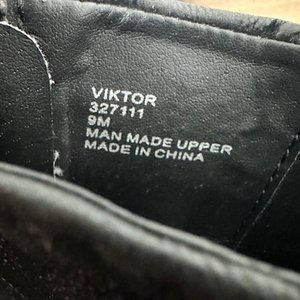 VIKTOR
327111
9M
MAN MADE UPPER
MADE IN CHINA